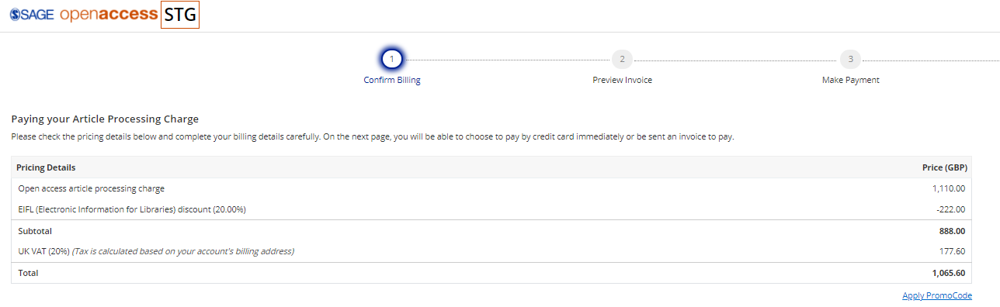 SAGE openaccess STG
1 2 3
Confirm Billing Preview Invoice Make Payment
Paying your Article Processing Charge
Please check the pricing details below and complete your billing details carefully. On the next page, you will be able to choose to pay by credit card immediately or be sent an invoice to pay.
Pricing Details Price (GBP)
Open access article processing charge 1,110.00
EIFL (Electronic Information for Libraries) discount (20.00%) -222.00
Subtotal 888.00
UK VAT (20%) (Tax is calculated based on your account's billing address) 177.60
Total 1,065.60
Apply PromoCode